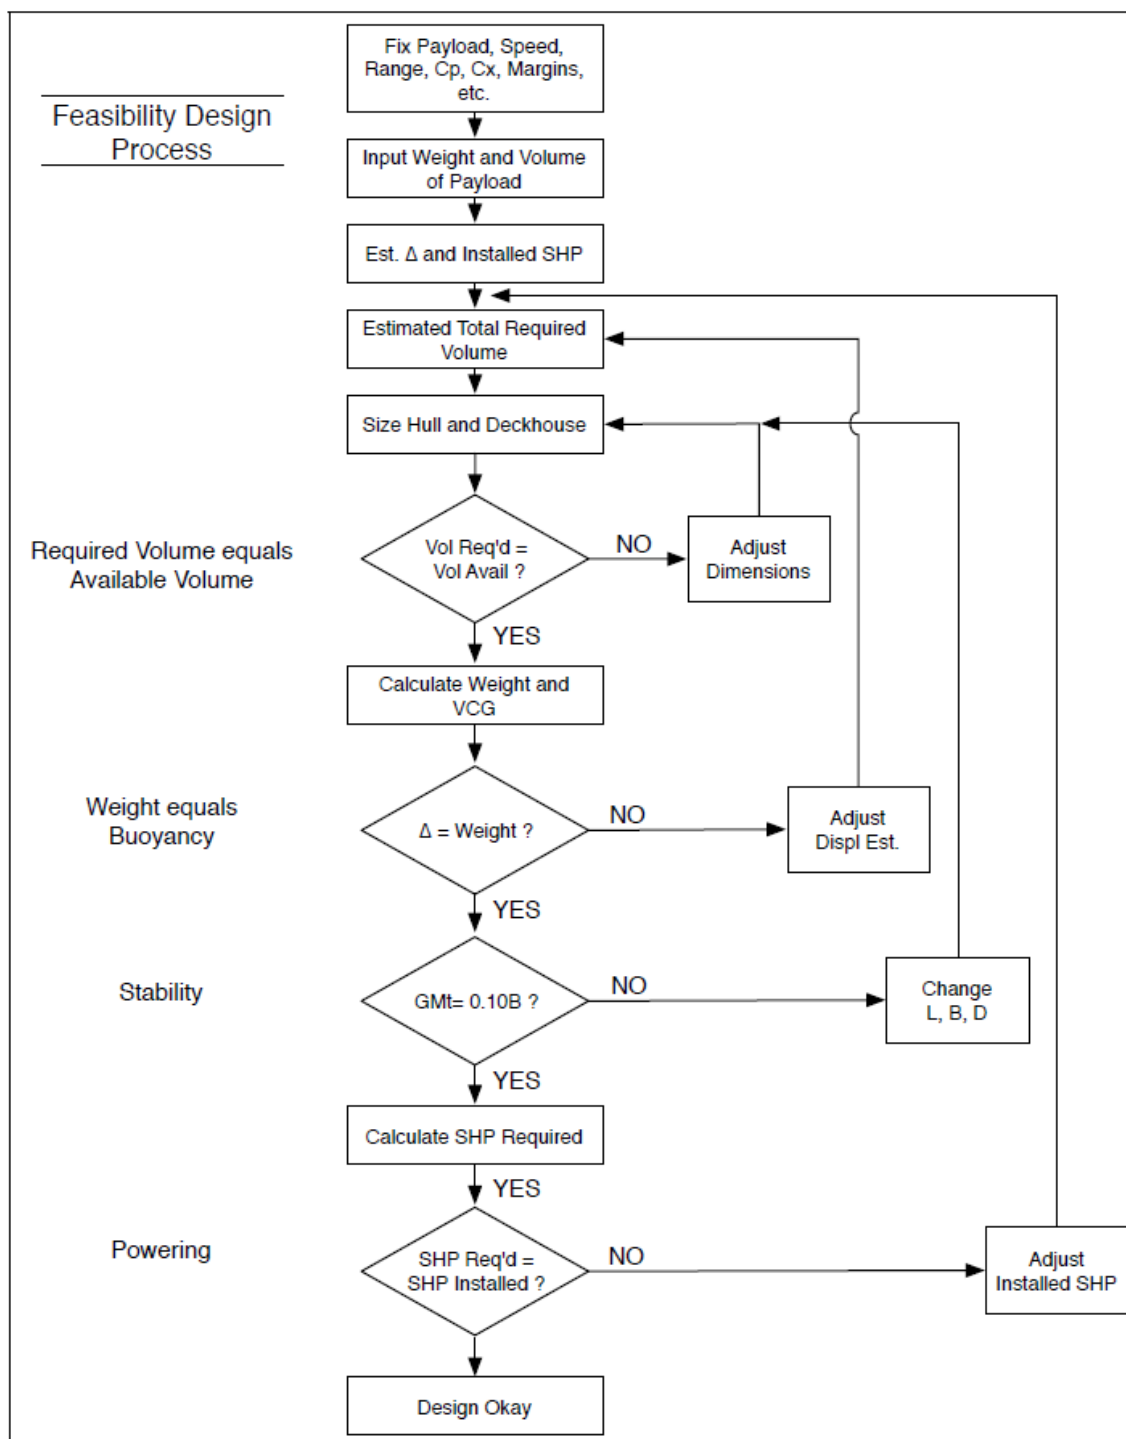 Fix Payload, Speed,
Range, Cp, Cx, Margins,
etc.
Feasibility Design
Process
Input Weight and Volume
of Payload
Est. Δ and Installed SHP
Estimated Total Required
Volume
Size Hull and Deckhouse
Required Volume equals
Available Volume
Vol Req'd =
Vol Avail ?
NO
Adjust
Dimensions
YES
Calculate Weight and
VCG
Weight equals
Buoyancy
Δ = Weight ?
NO
Adjust
Displ Est.
YES
Stability
GMt= 0.10B ?
NO
Change
L, B, D
YES
Calculate SHP Required
YES
Powering
SHP Req'd =
SHP Installed ?
NO
Adjust
Installed SHP
Design Okay